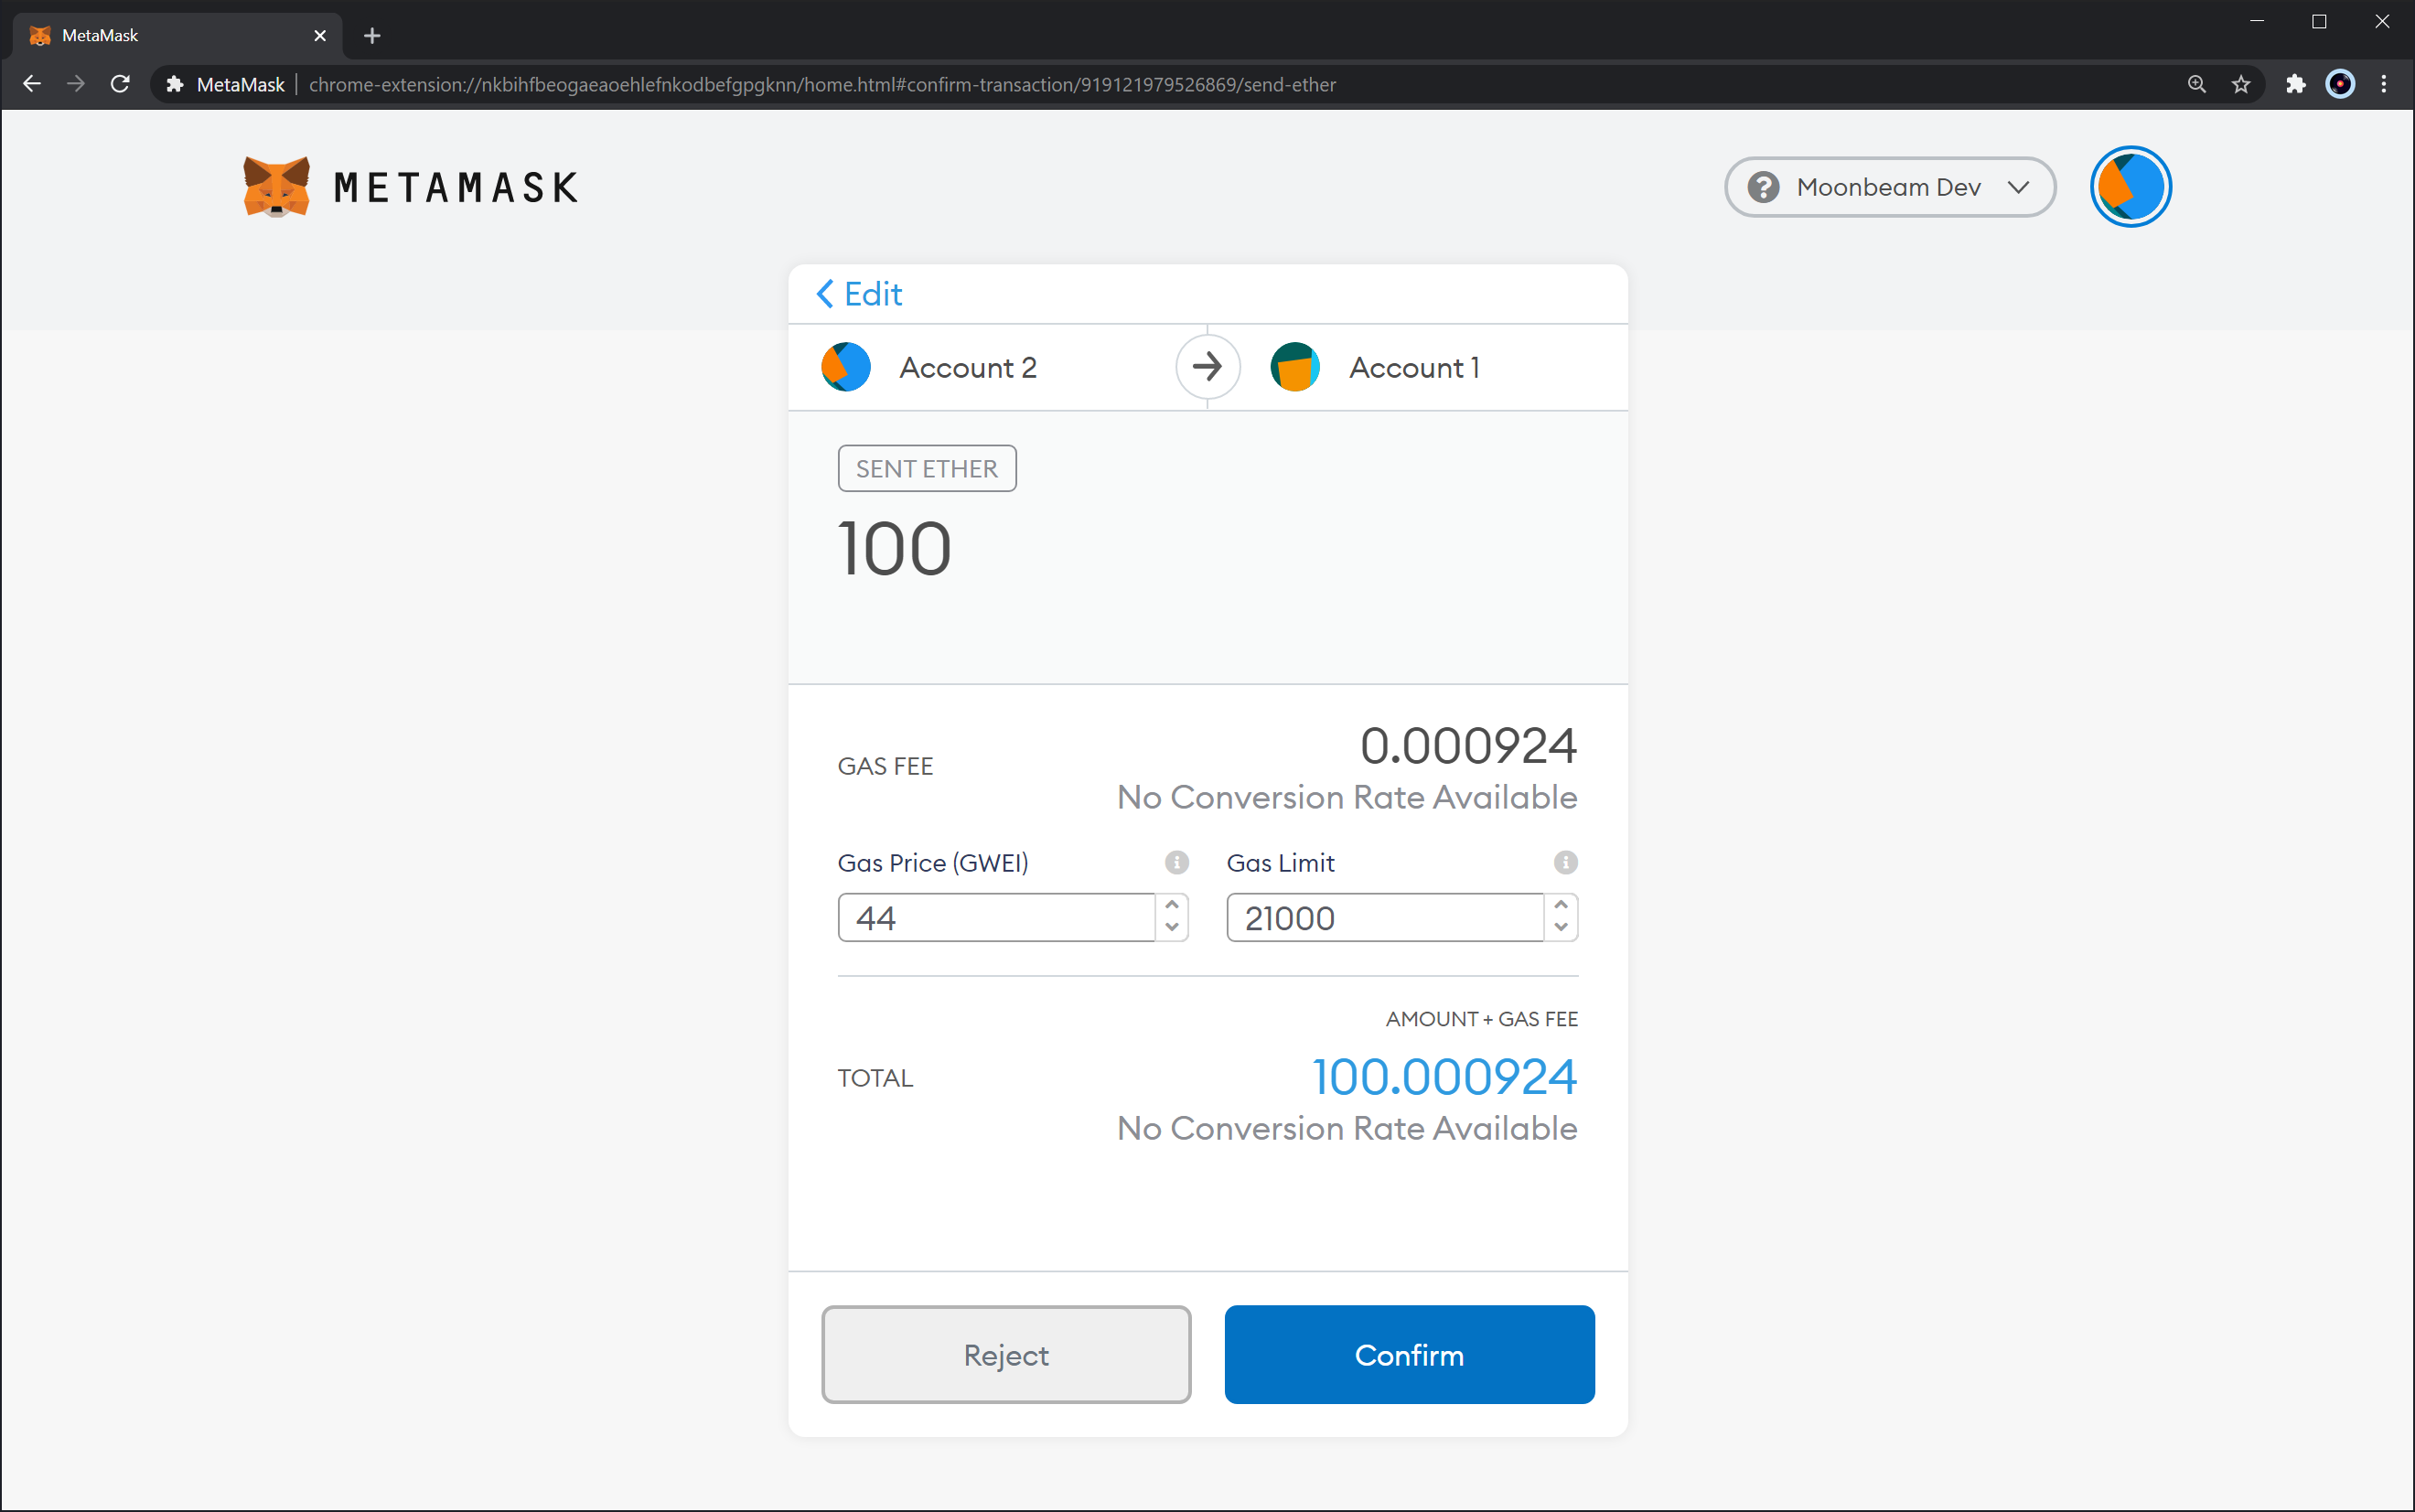 MetaMask
MetaMask | chrome-extension://nkbihfbeogaeaoehlefnkodbefgpgknn/home.html#confirm-transaction/919121979526869/send-ether
METAMASK
? Moonbeam Dev
Edit
Account 2
Account 1
SENT ETHER
100
GAS FEE
0.000924
No Conversion Rate Available
Gas Price (GWEI)
Gas Limit
44
21000
AMOUNT + GAS FEE
TOTAL
100.000924
No Conversion Rate Available
Reject
Confirm